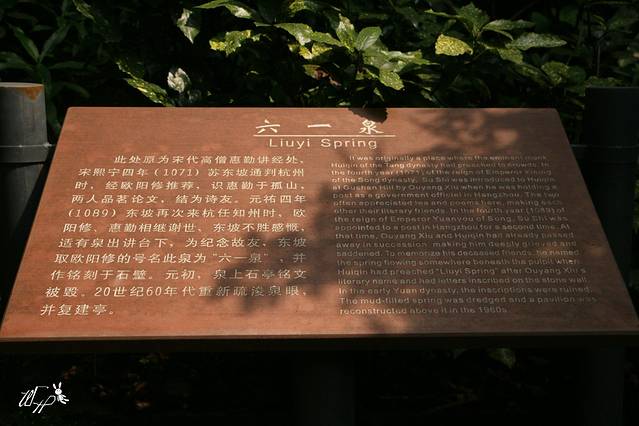 六一泉
Liuyi Spring
此处原为宋代高僧惠勤讲经处，
宋熙宁四年（1071）苏东坡通判杭州
时，经欧阳修推荐，识惠勤于孤山，
两人品茗论文，结为诗友。元祐四年
（1089）东坡再次来杭任知州时，欧
阳修、惠勤相继谢世，东坡不胜感慨，
适有泉出讲台下，为纪念故友，东坡
取欧阳修的号名此泉为“六一泉”，并
作铭刻于石壁。元初，泉上石亭铭文
被毁。20世纪60年代重新疏浚泉眼，
并复建亭。
It was originally a place where the eminent monk
Huiqin of the Tang dynasty had preached to crowds. In
the fourth year (1071) of the reign of Emperor Xining
of the Song dynasty, Su Shi was introduced to Huiqin
at Gushan Hill by Ouyang Xiu when he was holding a
post as a government official in Hangzhou. The two
often appreciated tea and poems here, making each
other their literary friends. In the fourth year (1089) of
the reign of Emperor Yuanyou of Song, Su Shi was
appointed to a post in Hangzhou for a second time. At
that time, Ouyang Xiu and Huiqin had already passed
away in succession, making him deeply grieved and
saddened. To memorize his deceased friends, he named
the spring flowing somewhere beneath the pulpit when
Huiqin had preached "Liuyi Spring" after Ouyang Xiu's
literary name and had letters inscribed on the stone wall.
In the early Yuan dynasty, the inscriptions were ruined.
The mud-filled spring was dredged and a pavilion was
reconstructed above it in the 1960s.